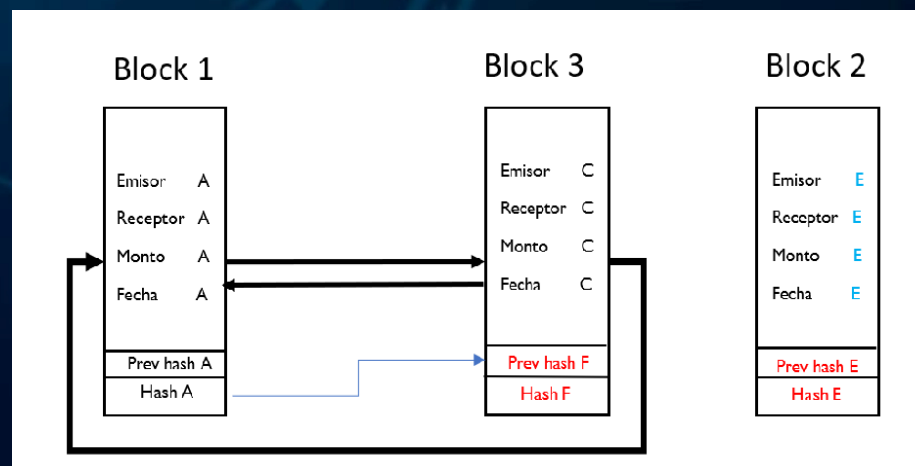 Block 1
Emisor A
Receptor A
Monto A
Fecha A
Prev hash A
Hash A
Block 3
Emisor C
Receptor C
Monto C
Fecha C
Prev hash F
Hash F
Block 2
Emisor E
Receptor E
Monto E
Fecha E
Prev hash E
Hash E